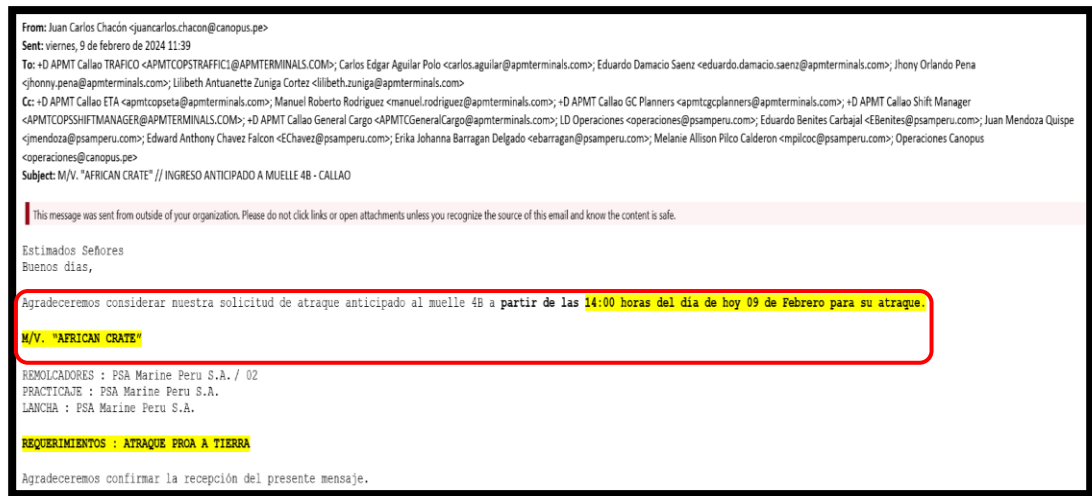 From: Juan Carlos Chacón <juancarlos.chacon@canopus.pe>
Sent: viernes, 9 de febrero de 2024 11:39
To: +D APMT Callao TRAFICO <APMTCOPSTRAFFIC1@APMTERMINALS.COM>; Carlos Edgar Aguilar Polo <carlos.aguilar@apmterminals.com>; Eduardo Damacio Saenz <eduardo.damacio.saenz@apmterminals.com>; Jhony Orlando Pena
<jhonny.pena@apmterminals.com>; Lilibeth Antuanette Zuniga Cortez <lilibeth.zuniga@apmterminals.com>
Cc: +D APMT Callao ETA <apmtcopseta@apmterminals.com>; Manuel Roberto Rodriguez <manuel.rodriguez@apmterminals.com>; +D APMT Callao GC Planners <apmtcgcplanners@apmterminals.com>; +D APMT Callao Shift Manager
<APMTCOPSSHIFTMANAGER@APMTERMINALS.COM>; +D APMT Callao General Cargo <APMTCGeneralCargo@apmterminals.com>; LD Operaciones <operaciones@psamperu.com>; Eduardo Benites Carbajal <EBenites@psamperu.com>; Juan Mendoza Quispe
<jmendoza@psamperu.com>; Edward Anthony Chavez Falcon <EChavez@psamperu.com>; Erika Johanna Barragan Delgado <ebarragan@psamperu.com>; Melanie Allison Pilco Calderon <mpilcoc@psamperu.com>; Operaciones Canopus
<operaciones@canopus.pe>
Subject: M/V. "AFRICAN CRATE" // INGRESO ANTICIPADO A MUELLE 4B - CALLAO
This message was sent from outside of your organization. Please do not click links or open attachments unless you recognize the source of this email and know the content is safe.
Estimados Señores
Buenos días,
Agradeceremos considerar nuestra solicitud de atraque anticipado al muelle 4B a partir de las 14:00 horas del día de hoy 09 de Febrero para su atraque.
M/V. "AFRICAN CRATE"
REMOLCADORES : PSA Marine Peru S.A./ 02
PRACTICAJE : PSA Marine Peru S.A.
LANCHA : PSA Marine Peru S.A.
REQUERIMIENTOS : ATRAQUE PROA A TIERRA
Agradeceremos confirmar la recepción del presente mensaje.